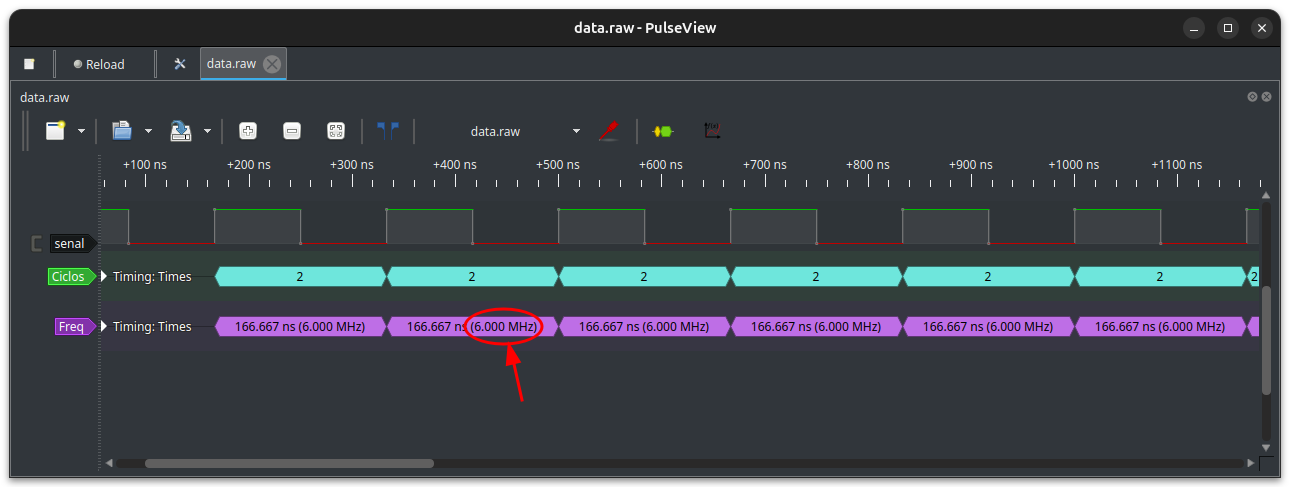 data.raw - PulseView
Reload
data.raw
data.raw
data.raw
+100 ns +200 ns +300 ns +400 ns +500 ns +600 ns +700 ns +800 ns +900 ns +1000 ns +1100 ns
senal
Ciclos Timing: Times 2 2 2 2 2 2 2
Freq Timing: Times 166.667 ns (6.000 MHz) 166.667 ns (6.000 MHz) 166.667 ns (6.000 MHz) 166.667 ns (6.000 MHz) 166.667 ns (6.000 MHz) 166.667 ns (6.000 MHz)